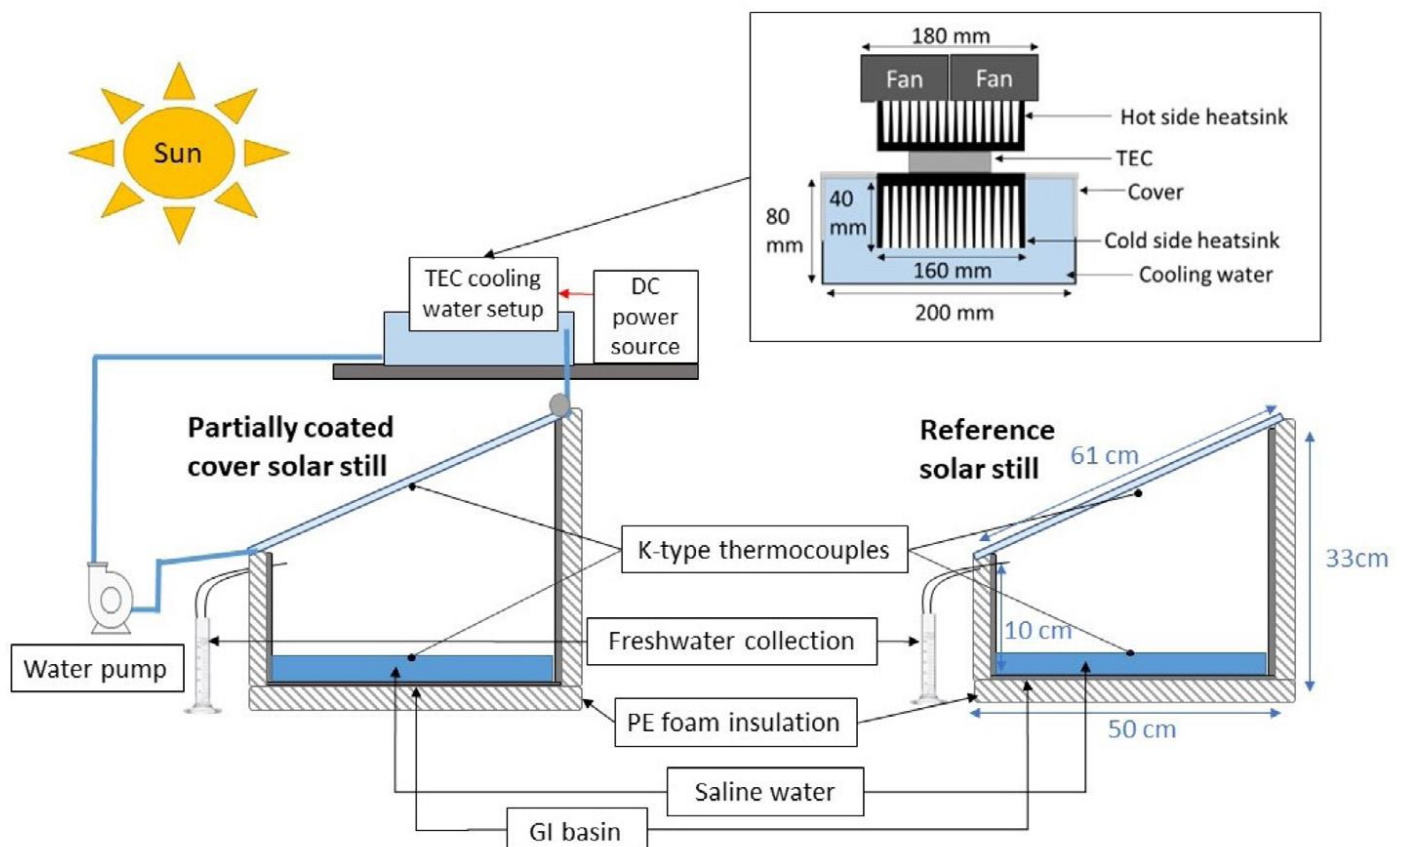 180 mm
Fan
Fan
Hot side heatsink
TEC
Cover
80
mm
40
mm
Cold side heatsink
160 mm
Cooling water
200 mm
Sun
TEC cooling
water setup
DC
power
source
Partially coated
cover solar still
Reference
solar still
61 cm
K-type thermocouples
33cm
10 cm
Freshwater collection
Water pump
PE foam insulation
50 cm
Saline water
GI basin